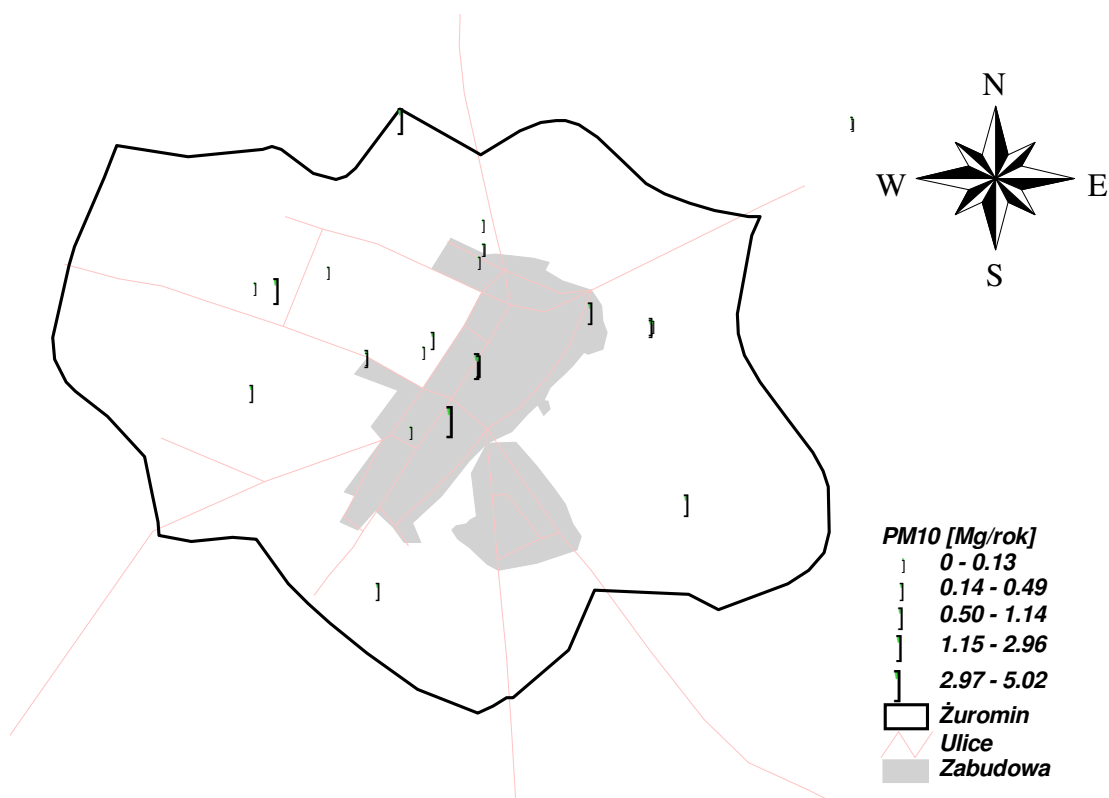 N
W E
S
PM10 [Mg/rok]
0 - 0.13
0.14 - 0.49
0.50 - 1.14
1.15 - 2.96
2.97 - 5.02
Żuromin
Ulice
Zabudowa